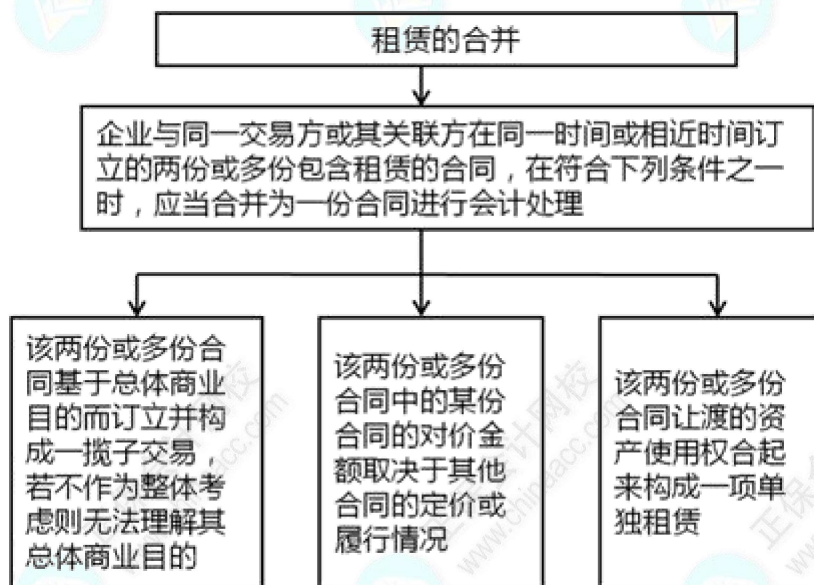 租赁的合并
企业与同一交易方或其关联方在同一时间或相近时间订
立的两份或多份包含租赁的合同，在符合下列条件之一
时，应当合并为一份合同进行会计处理
该两份或多份合
同基于总体商业
目的而订立并构
成一揽子交易，
若不作为整体考
虑则无法理解其
总体商业目的
该两份或多份
合同中的某份
合同的对价金
额取决于其他
合同的定价或
履行情况
该两份或多份
合同让渡的资
产使用权合起
来构成一项单
独租赁
www.chinaacc.com